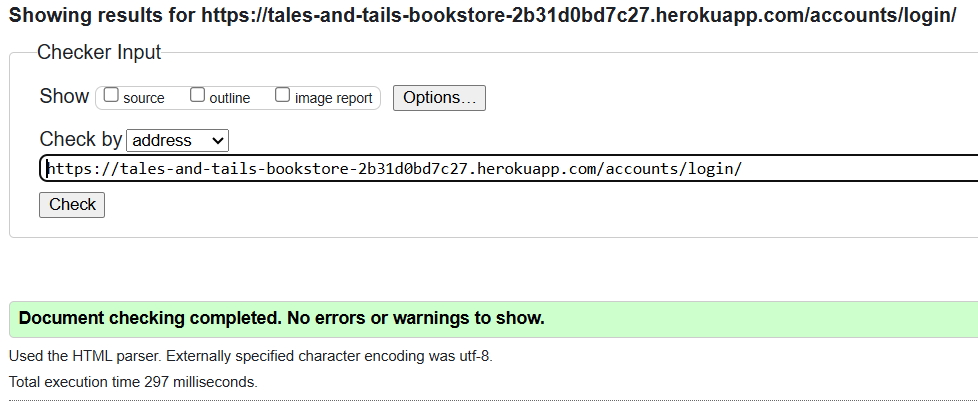 Showing results for https://tales-and-tails-bookstore-2b31d0bd7c27.herokuapp.com/accounts/login/
Checker Input
Show source outline image report Options...
Check by address
https://tales-and-tails-bookstore-2b31d0bd7c27.herokuapp.com/accounts/login/
Check
Document checking completed. No errors or warnings to show.
Used the HTML parser. Externally specified character encoding was utf-8.
Total execution time 297 milliseconds.